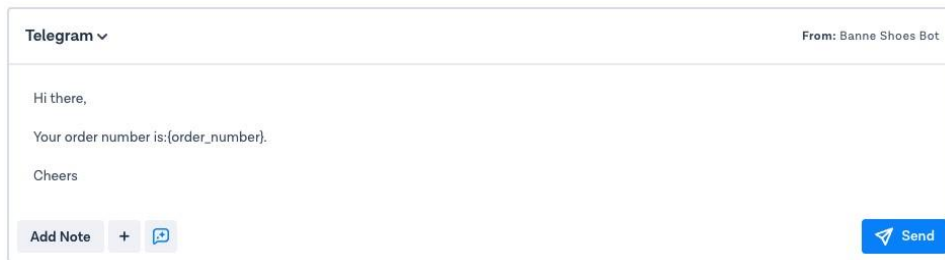 Telegram
From: Banne Shoes Bot
Hi there,
Your order number is:{order_number}.
Cheers
Add Note
+
Send